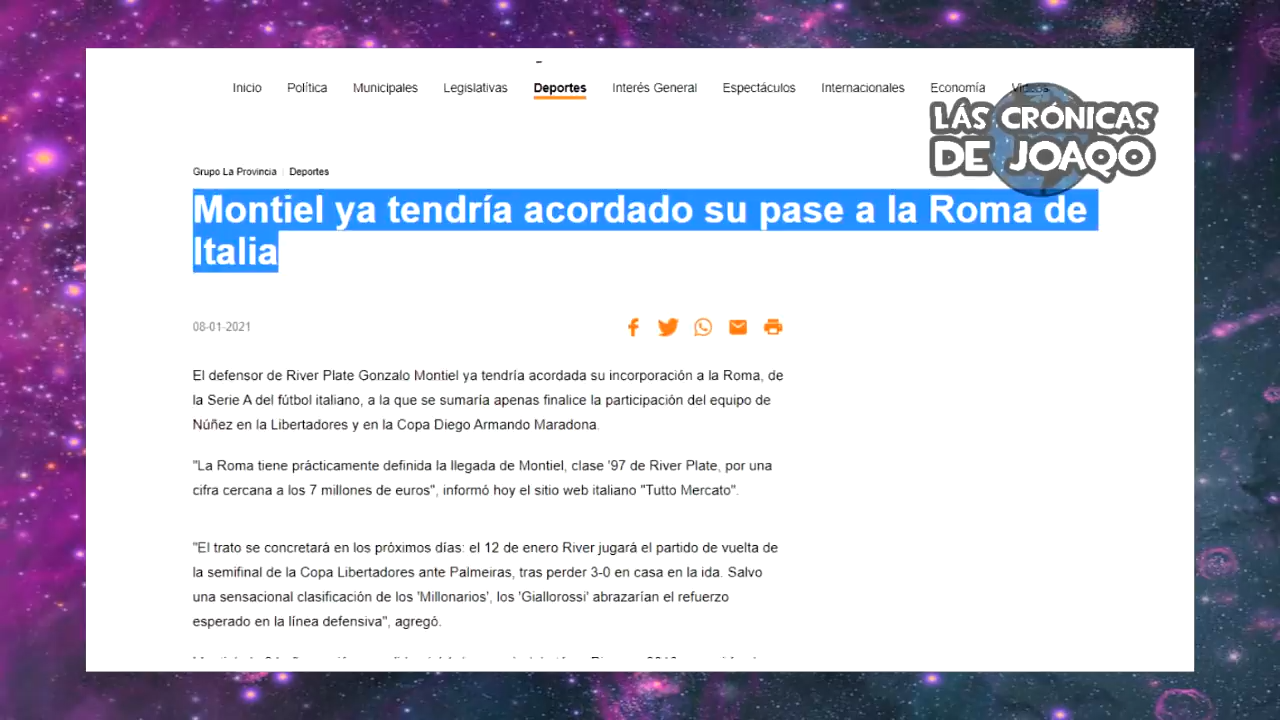 Inicio Política Municipales Legislativas Deportes Interés General Espectáculos Internacionales Economía Videos
LÁS CRÓNICAS
DE JOAQO
Grupo La Provincia | Deportes
Montiel ya tendría acordado su pase a la Roma de
Italia
08-01-2021
El defensor de River Plate Gonzalo Montiel ya tendría acordada su incorporación a la Roma, de
la Serie A del fútbol italiano, a la que se sumaría apenas finalice la participación del equipo de
Núñez en la Libertadores y en la Copa Diego Armando Maradona.
"La Roma tiene prácticamente definida la llegada de Montiel, clase '97 de River Plate, por una
cifra cercana a los 7 millones de euros", informó hoy el sitio web italiano "Tutto Mercato".
"El trato se concretará en los próximos días: el 12 de enero River jugará el partido de vuelta de
la semifinal de la Copa Libertadores ante Palmeiras, tras perder 3-0 en casa en la ida. Salvo
una sensacional clasificación de los 'Millonarios', los 'Giallorossi' abrazarían el refuerzo
esperado en la línea defensiva", agregó.